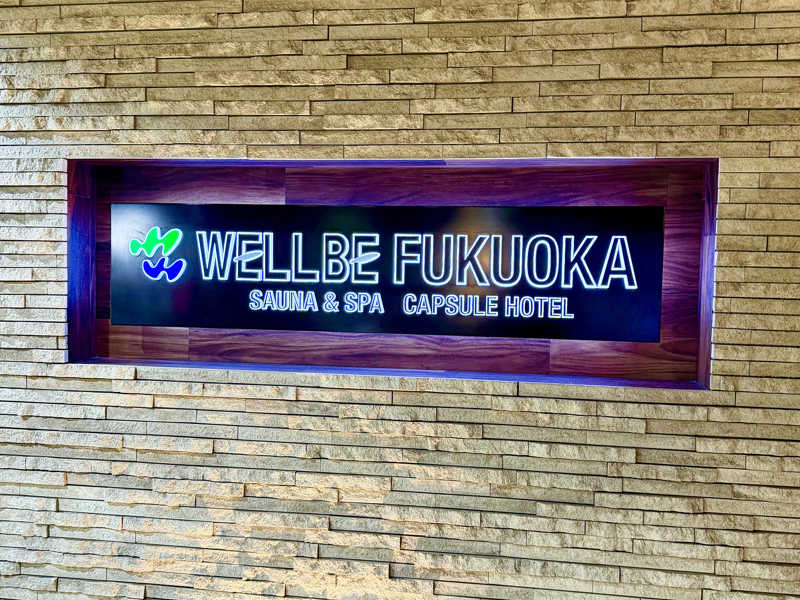 WELLBE FUKUOKA
SAUNA & SPA CAPSULE HOTEL